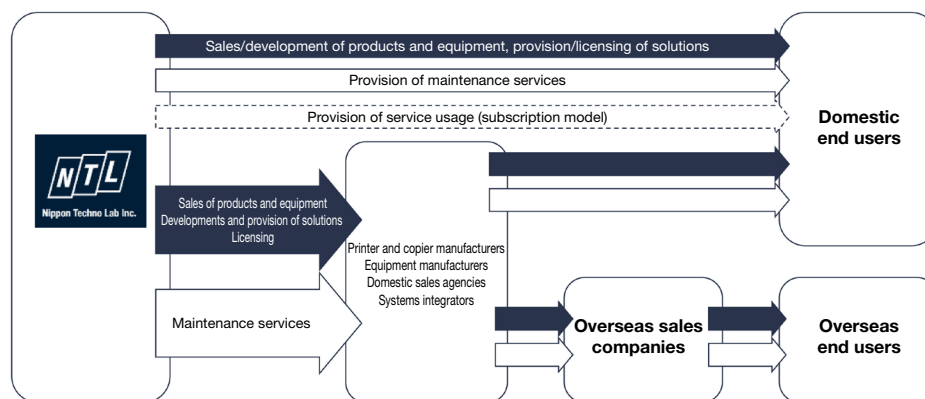 Sales/development of products and equipment, provision/licensing of solutions
Provision of maintenance services
Provision of service usage (subscription model)
Domestic
end users
NTL
Nippon Techno Lab Inc.
Sales of products and equipment
Developments and provision of solutions
Licensing
Printer and copier manufacturers
Equipment manufacturers
Domestic sales agencies
Systems integrators
Maintenance services
Overseas sales
companies
Overseas
end users